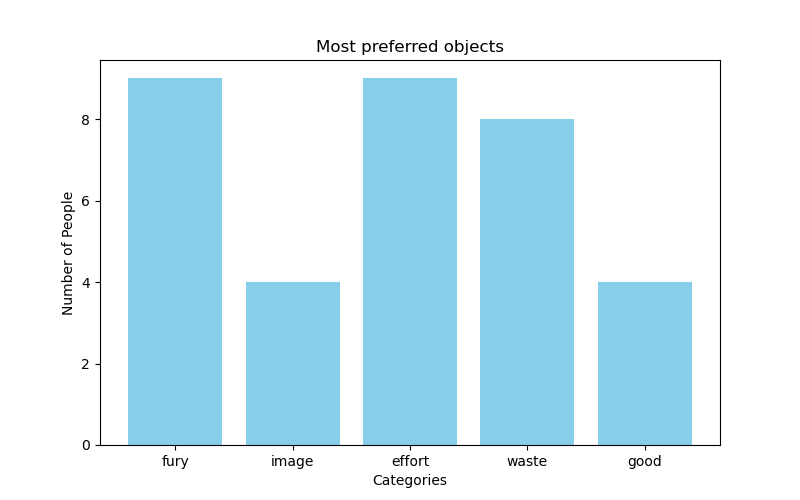 Most preferred objects
Number of People
8
6
4
2
0
fury image effort waste good
Categories